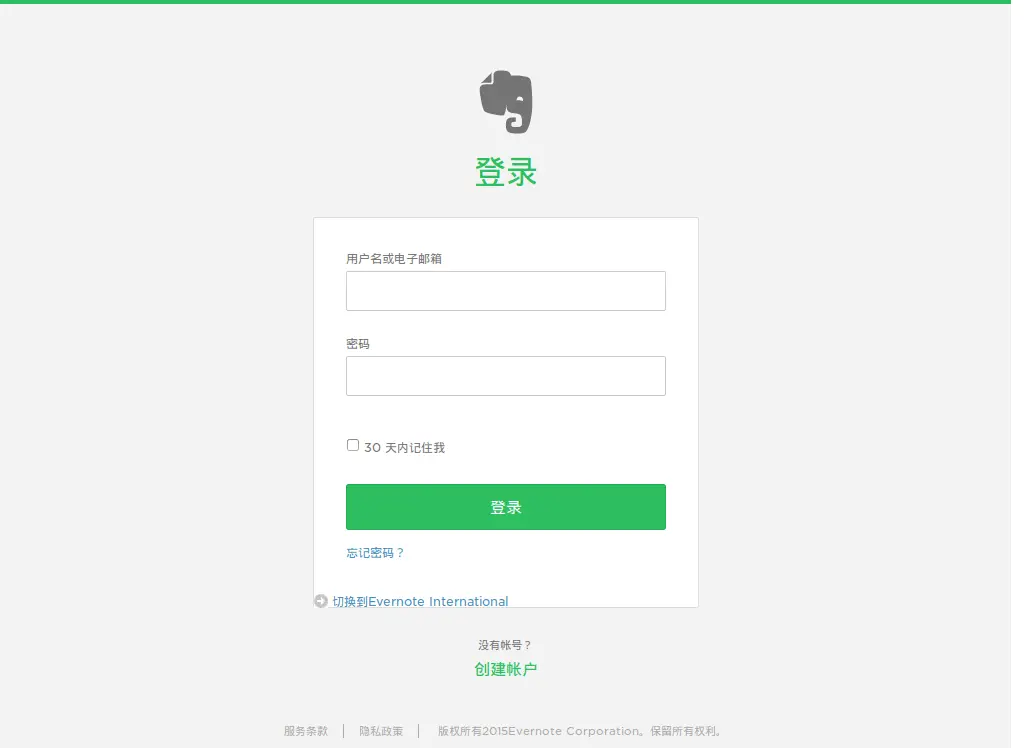 登录
用户名或电子邮箱
密码
30 天内记住我
登录
忘记密码？
切换到Evernote International
没有帐号？
创建帐户
服务条款 隐私政策 版权所有2015Evernote Corporation。保留所有权利。